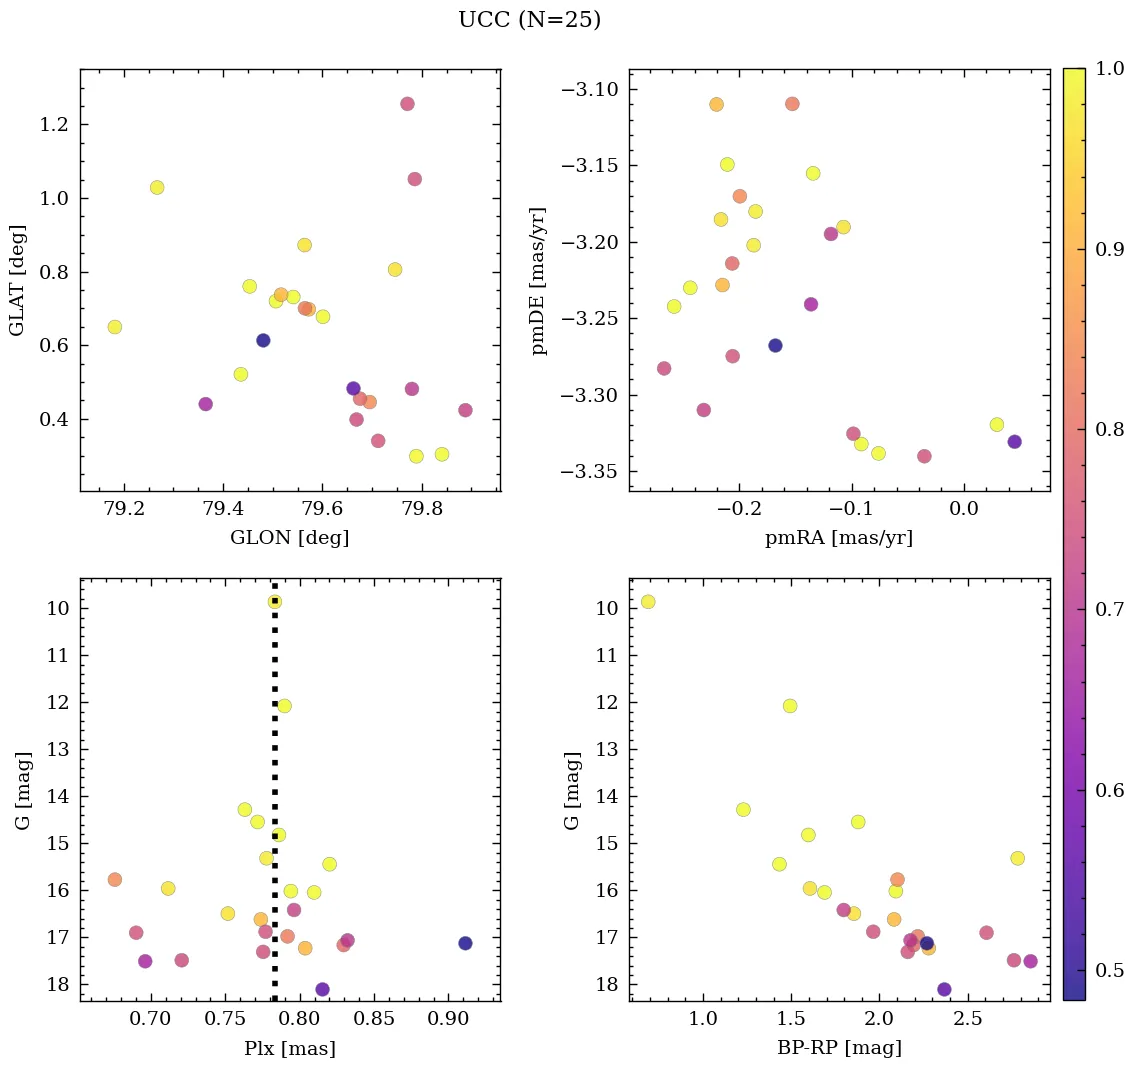 UCC (N=25)
1.2
1.0
0.8
0.6
0.4
GLAT [deg]
79.2 79.4 79.6 79.8
GLON [deg]
−3.10
−3.15
−3.20
−3.25
−3.30
−3.35
pmDE [mas/yr]
−0.2 −0.1 0.0
pmRA [mas/yr]
10
11
12
13
14
15
16
17
18
G [mag]
0.70 0.75 0.80 0.85 0.90
Plx [mas]
10
11
12
13
14
15
16
17
18
G [mag]
1.0 1.5 2.0 2.5
BP-RP [mag]
1.0
0.9
0.8
0.7
0.6
0.5